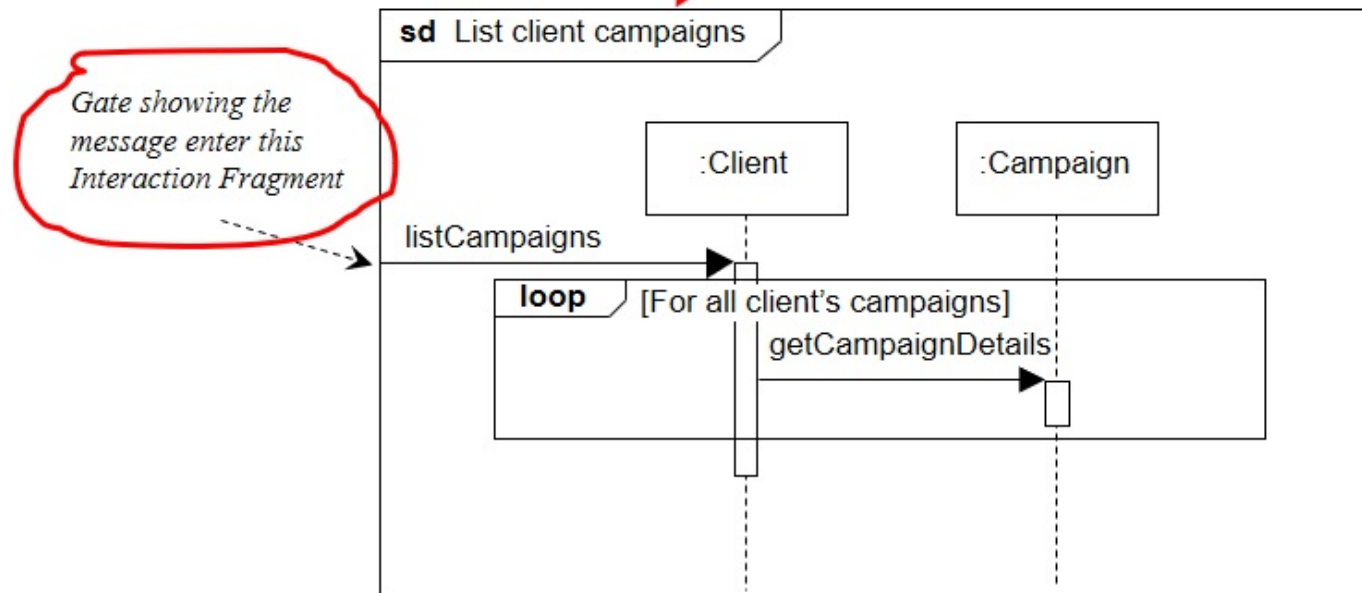 sd List client campaigns
Gate showing the
message enter this
Interaction Fragment
:Client
:Campaign
listCampaigns
loop [For all client's campaigns]
getCampaignDetails